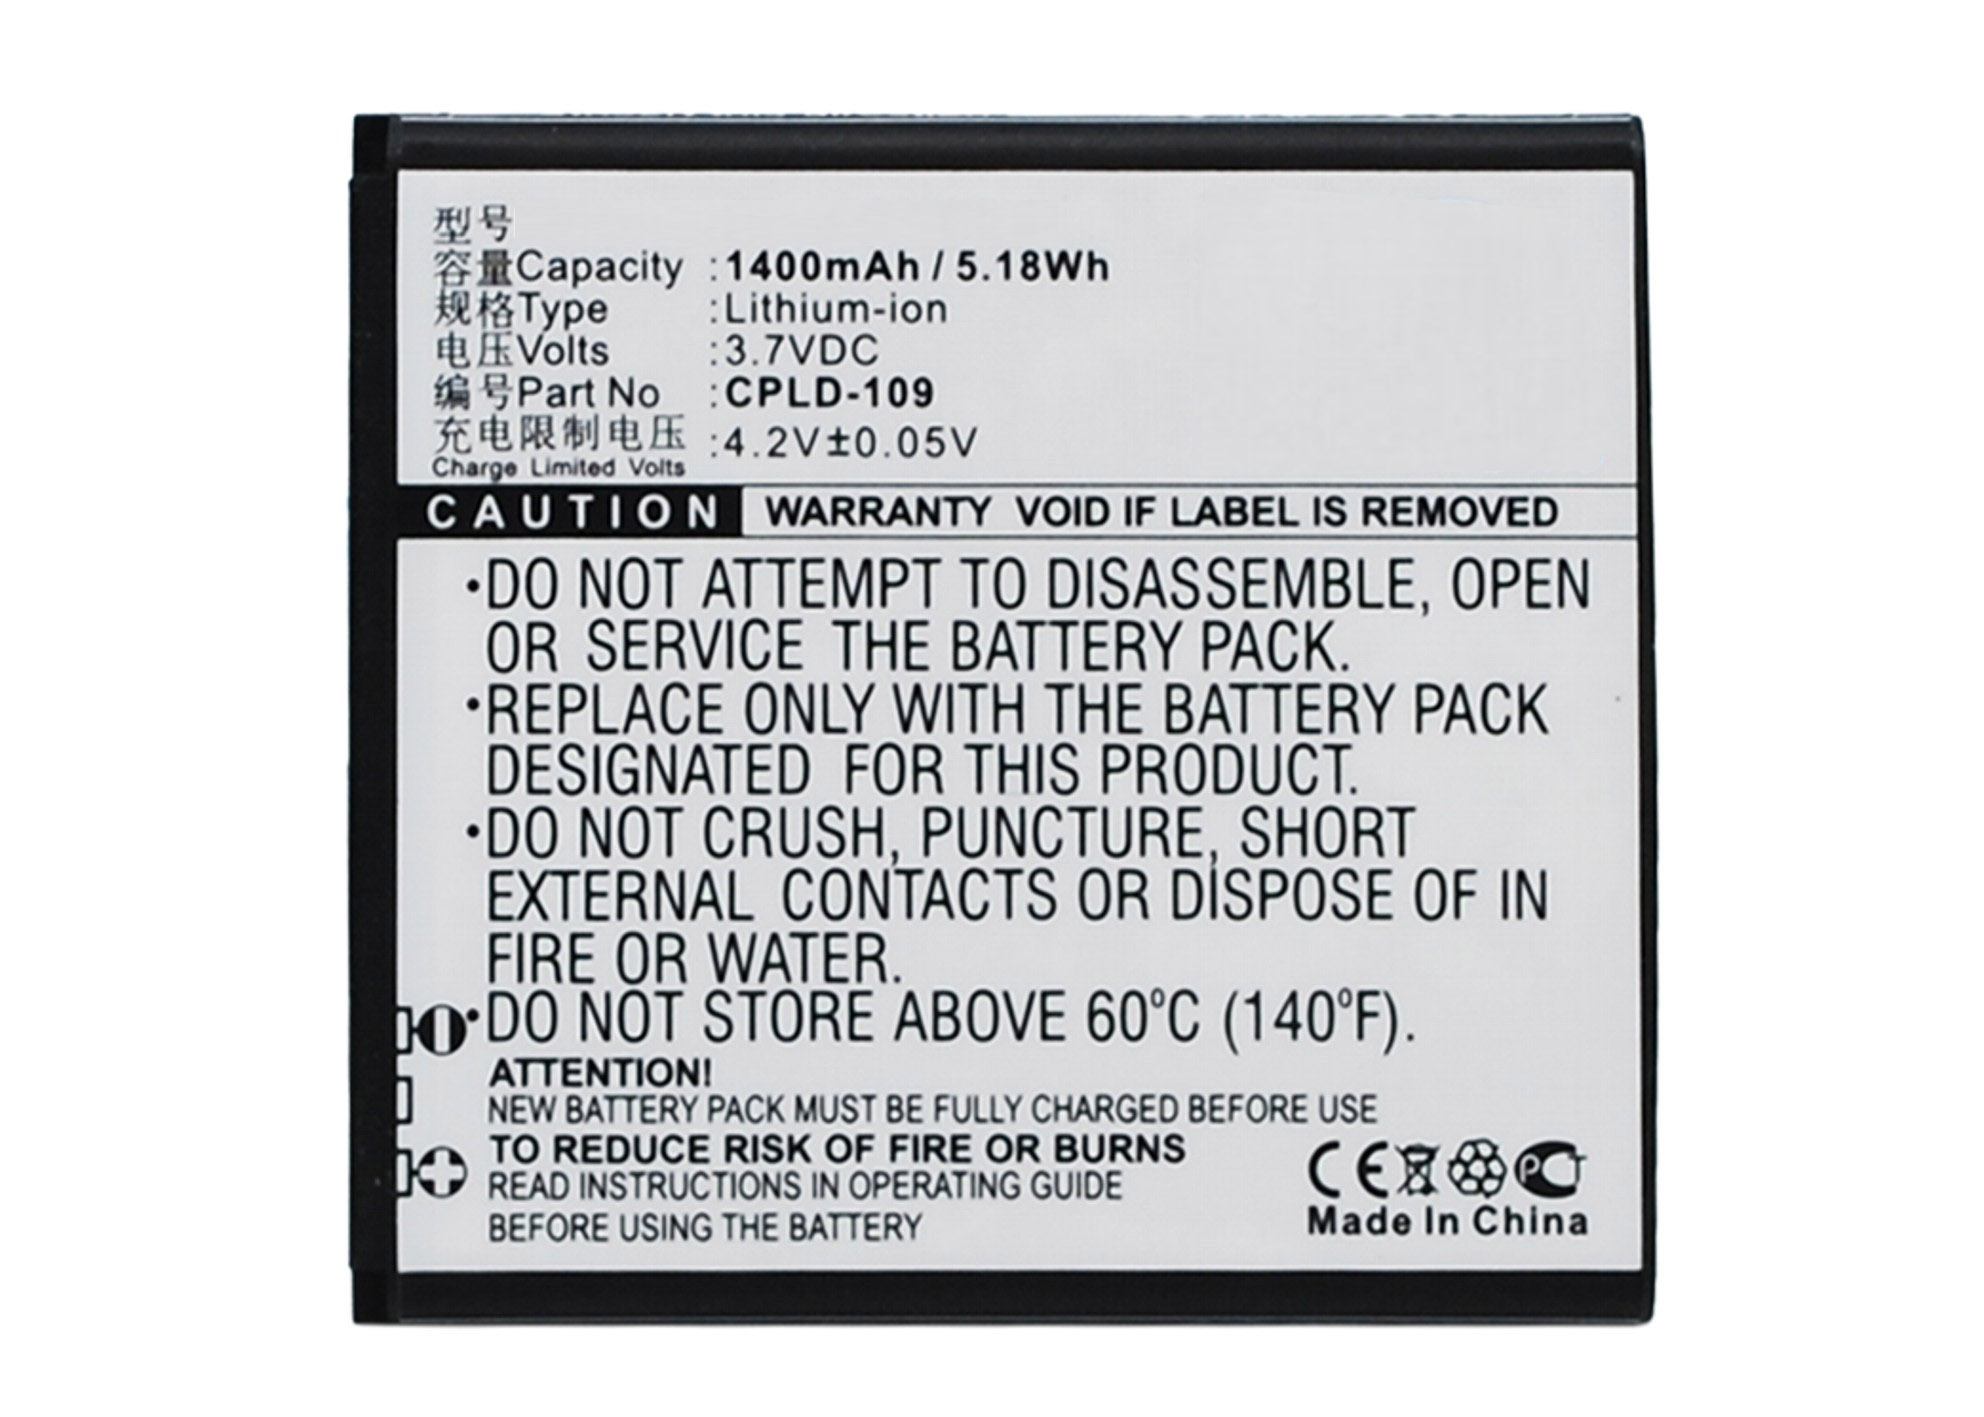 型号
容量Capacity :1400mAh / 5.18Wh
规格Type :Lithium-ion
电压Volts :3.7VDC
编号Part No :CPLD-109
充电限制电压 :4.2V±0.05V
Charge Limited Volts
CAUTION WARRANTY VOID IF LABEL IS REMOVED
•DO NOT ATTEMPT TO DISASSEMBLE, OPEN
OR SERVICE THE BATTERY PACK.
•REPLACE ONLY WITH THE BATTERY PACK
DESIGNATED FOR THIS PRODUCT.
•DO NOT CRUSH, PUNCTURE, SHORT
EXTERNAL CONTACTS OR DISPOSE OF IN
FIRE OR WATER.
•DO NOT STORE ABOVE 60°C (140°F).
ATTENTION!
NEW BATTERY PACK MUST BE FULLY CHARGED BEFORE USE
TO REDUCE RISK OF FIRE OR BURNS
READ INSTRUCTIONS IN OPERATING GUIDE
BEFORE USING THE BATTERY
CE PCT
Made In China